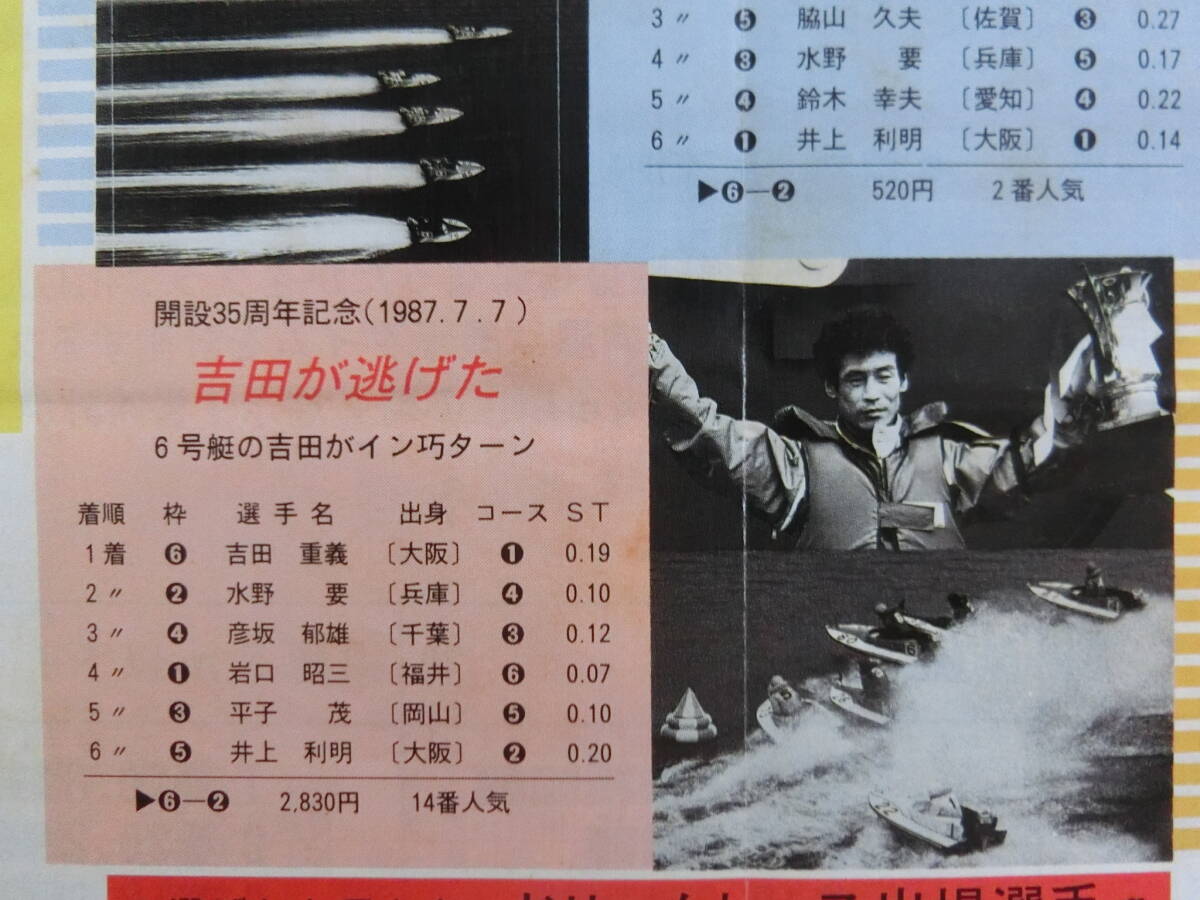 3 〃 ❺ 脇山 久夫 〔佐賀〕 ❸ 0.27
4 〃 ❸ 水野 要 〔兵庫〕 ❺ 0.17
5 〃 ❹ 鈴木 幸夫 〔愛知〕 ❹ 0.22
6 〃 ❶ 井上 利明 〔大阪〕 ❶ 0.14
▶❻―❷ 520円 2番人気
開設35周年記念(1987.7.7)
吉田が逃げた
6号艇の吉田がイン巧ターン
着順 枠 選手名 出身 コース ST
1着 ❻ 吉田 重義 〔大阪〕 ❶ 0.19
2 〃 ❷ 水野 要 〔兵庫〕 ❹ 0.10
3 〃 ❹ 彦坂 郁雄 〔千葉〕 ❸ 0.12
4 〃 ❶ 岩口 昭三 〔福井〕 ❻ 0.07
5 〃 ❸ 平子 茂 〔岡山〕 ❺ 0.10
6 〃 ❺ 井上 利明 〔大阪〕 ❷ 0.20
▶❻―❷ 2,830円 14番人気
出場選手